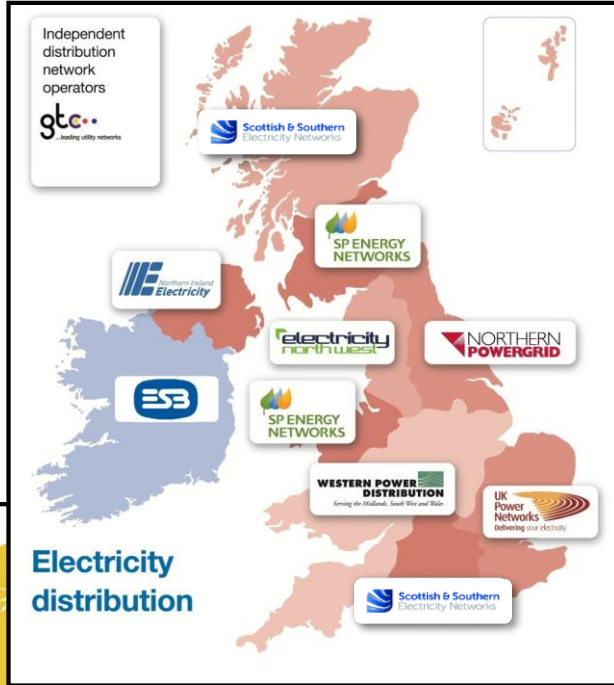 Independent
distribution
network
operators
gtc
...leading utility networks
Scottish & Southern
Electricity Networks
SP ENERGY
NETWORKS
Northern Ireland
Electricity
electricity
northwest
NORTHERN
POWERGRID
ESB
SP ENERGY
NETWORKS
WESTERN POWER
DISTRIBUTION
Serving the Midlands, South West and Wales
UK
Power
Networks
Delivering your electricity
Electricity
distribution
Scottish & Southern
Electricity Networks